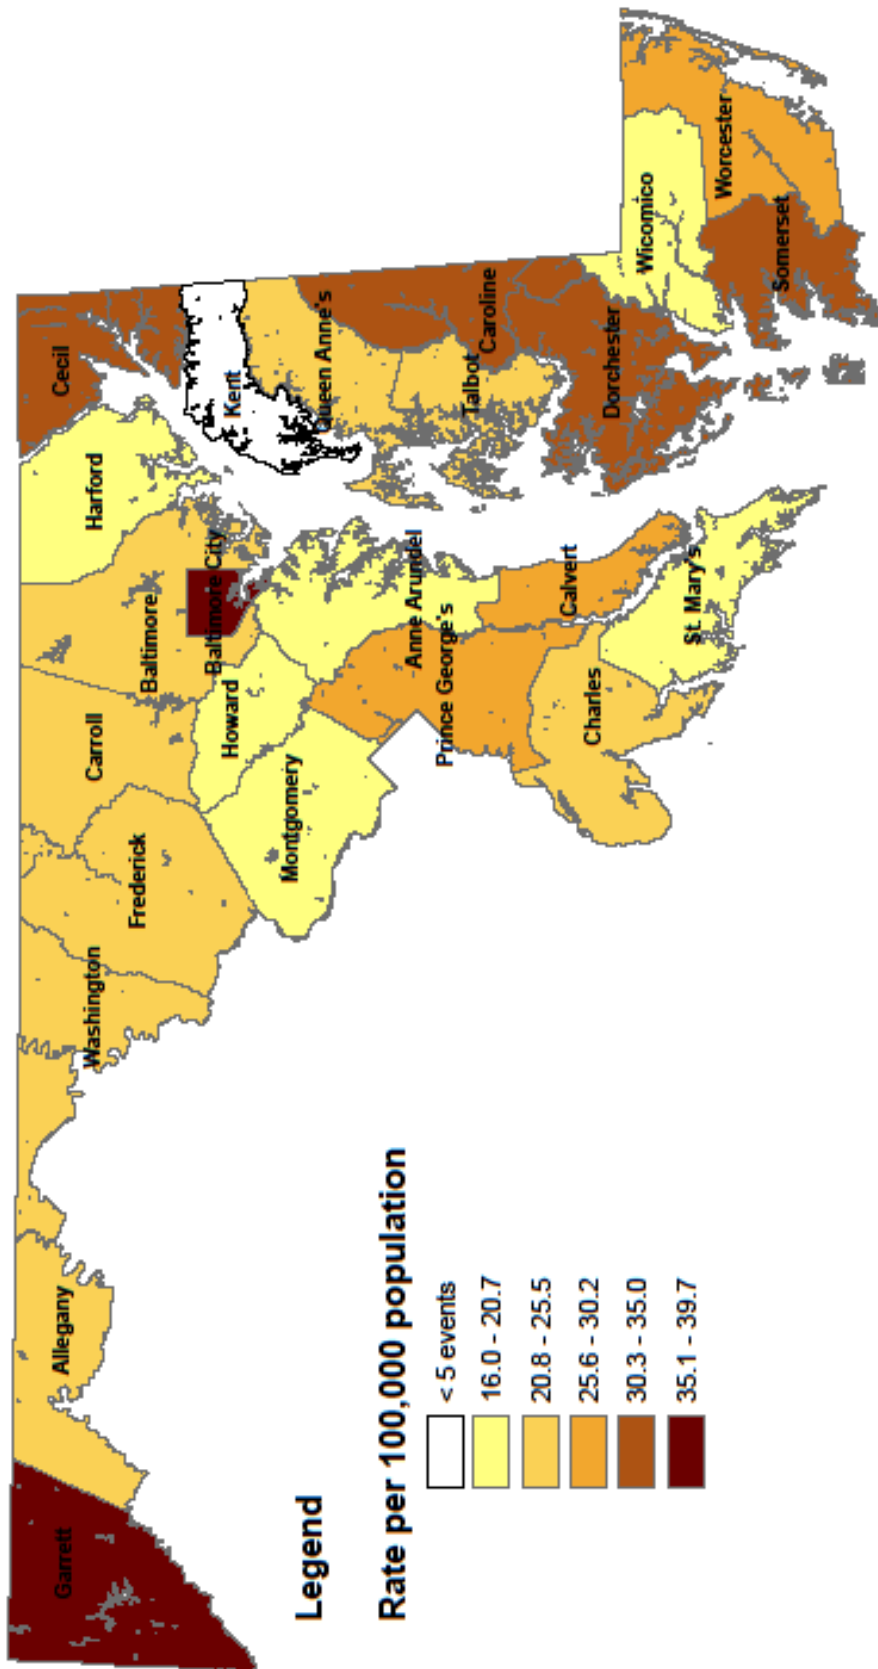 Garrett
Allegany
Washington
Frederick
Carroll
Baltimore
Harford
Cecil
Baltimore City
Howard
Montgomery
Kent
Queen Anne's
Anne Arundel
Prince George's
Talbot
Caroline
Calvert
Charles
St. Mary's
Dorchester
Wicomico
Worcester
Somerset
Legend
Rate per 100,000 population
< 5 events
16.0 - 20.7
20.8 - 25.5
25.6 - 30.2
30.3 - 35.0
35.1 - 39.7